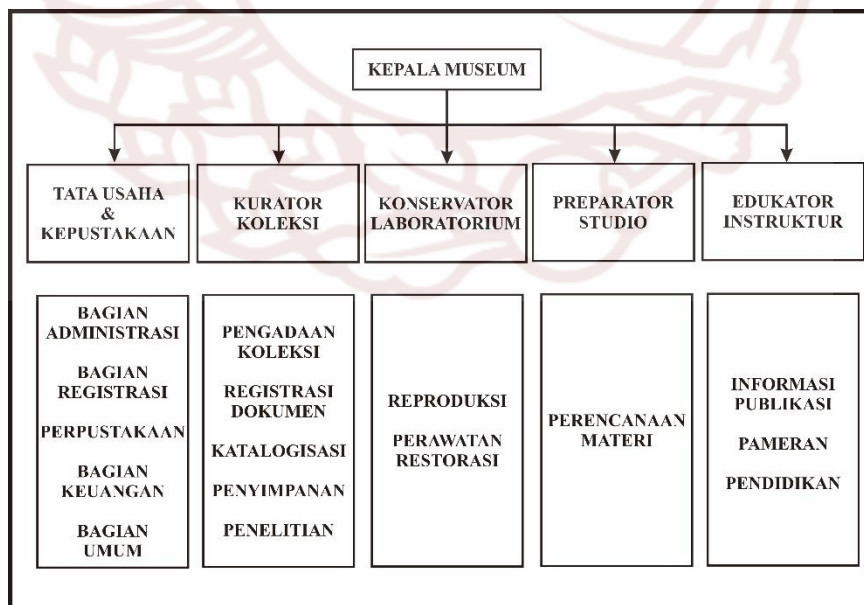 KEPALA MUSEUM
TATA USAHA
&
KEPUSTAKAAN
KURATOR
KOLEKSI
KONSERVATOR
LABORATORIUM
PREPARATOR
STUDIO
EDUKATOR
INSTRUKTUR
BAGIAN
ADMINISTRASI
BAGIAN
REGISTRASI
PERPUSTAKAAN
BAGIAN
KEUANGAN
BAGIAN
UMUM
PENGADAAN
KOLEKSI
REGISTRASI
DOKUMEN
KATALOGISASI
PENYIMPANAN
PENELITIAN
REPRODUKSI
PERAWATAN
RESTORASI
PERENCANAAN
MATERI
INFORMASI
PUBLIKASI
PAMERAN
PENDIDIKAN